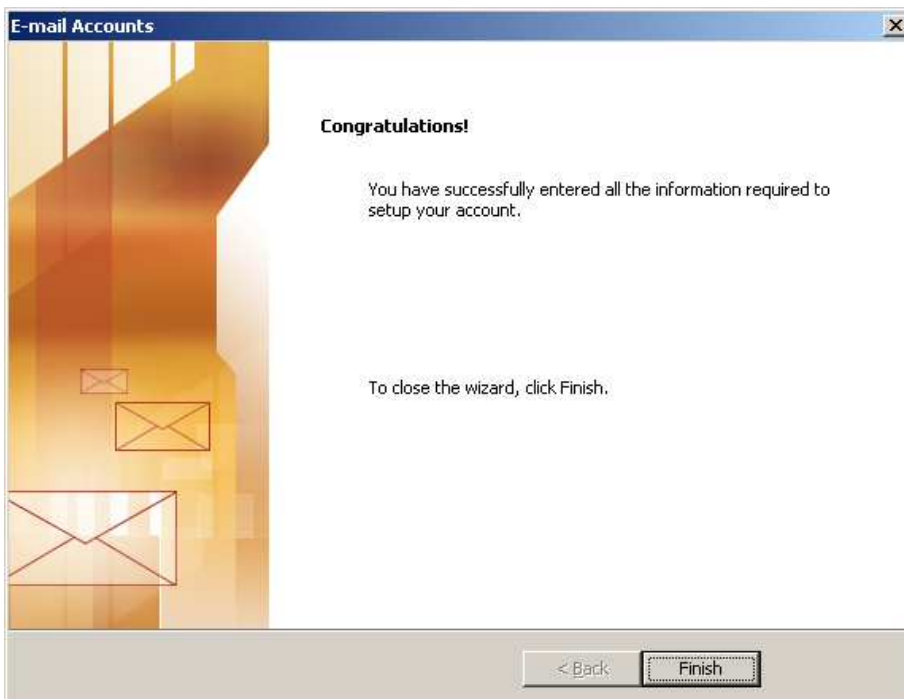 E-mail Accounts
Congratulations!
You have successfully entered all the information required to
setup your account.
To close the wizard, click Finish.
< Back
Finish